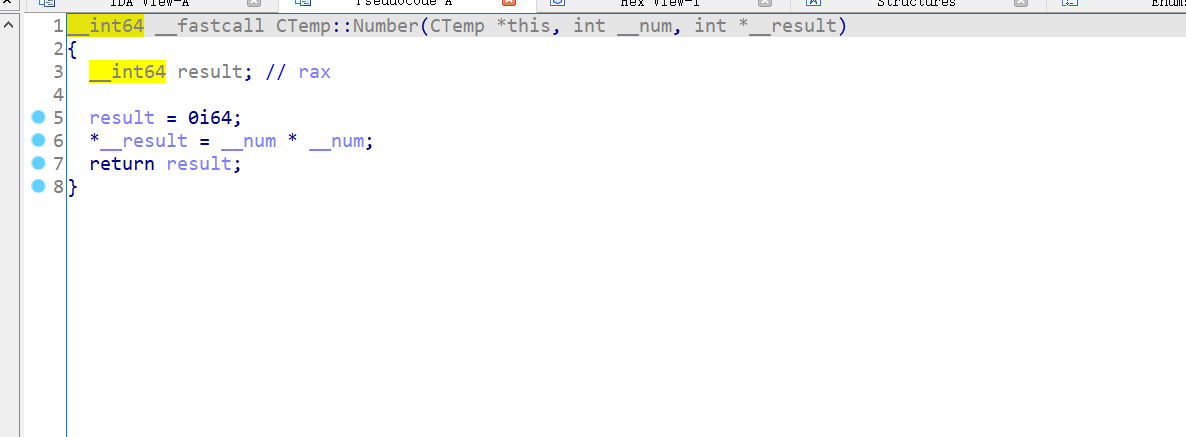 IDA View-A Pseudocode-A Hex View-1 Structures Enums
1 __int64 __fastcall CTemp::Number(CTemp *this, int __num, int *__result)
2 {
3 __int64 result; // rax
4
5 result = 0i64;
6 *__result = __num * __num;
7 return result;
8 }